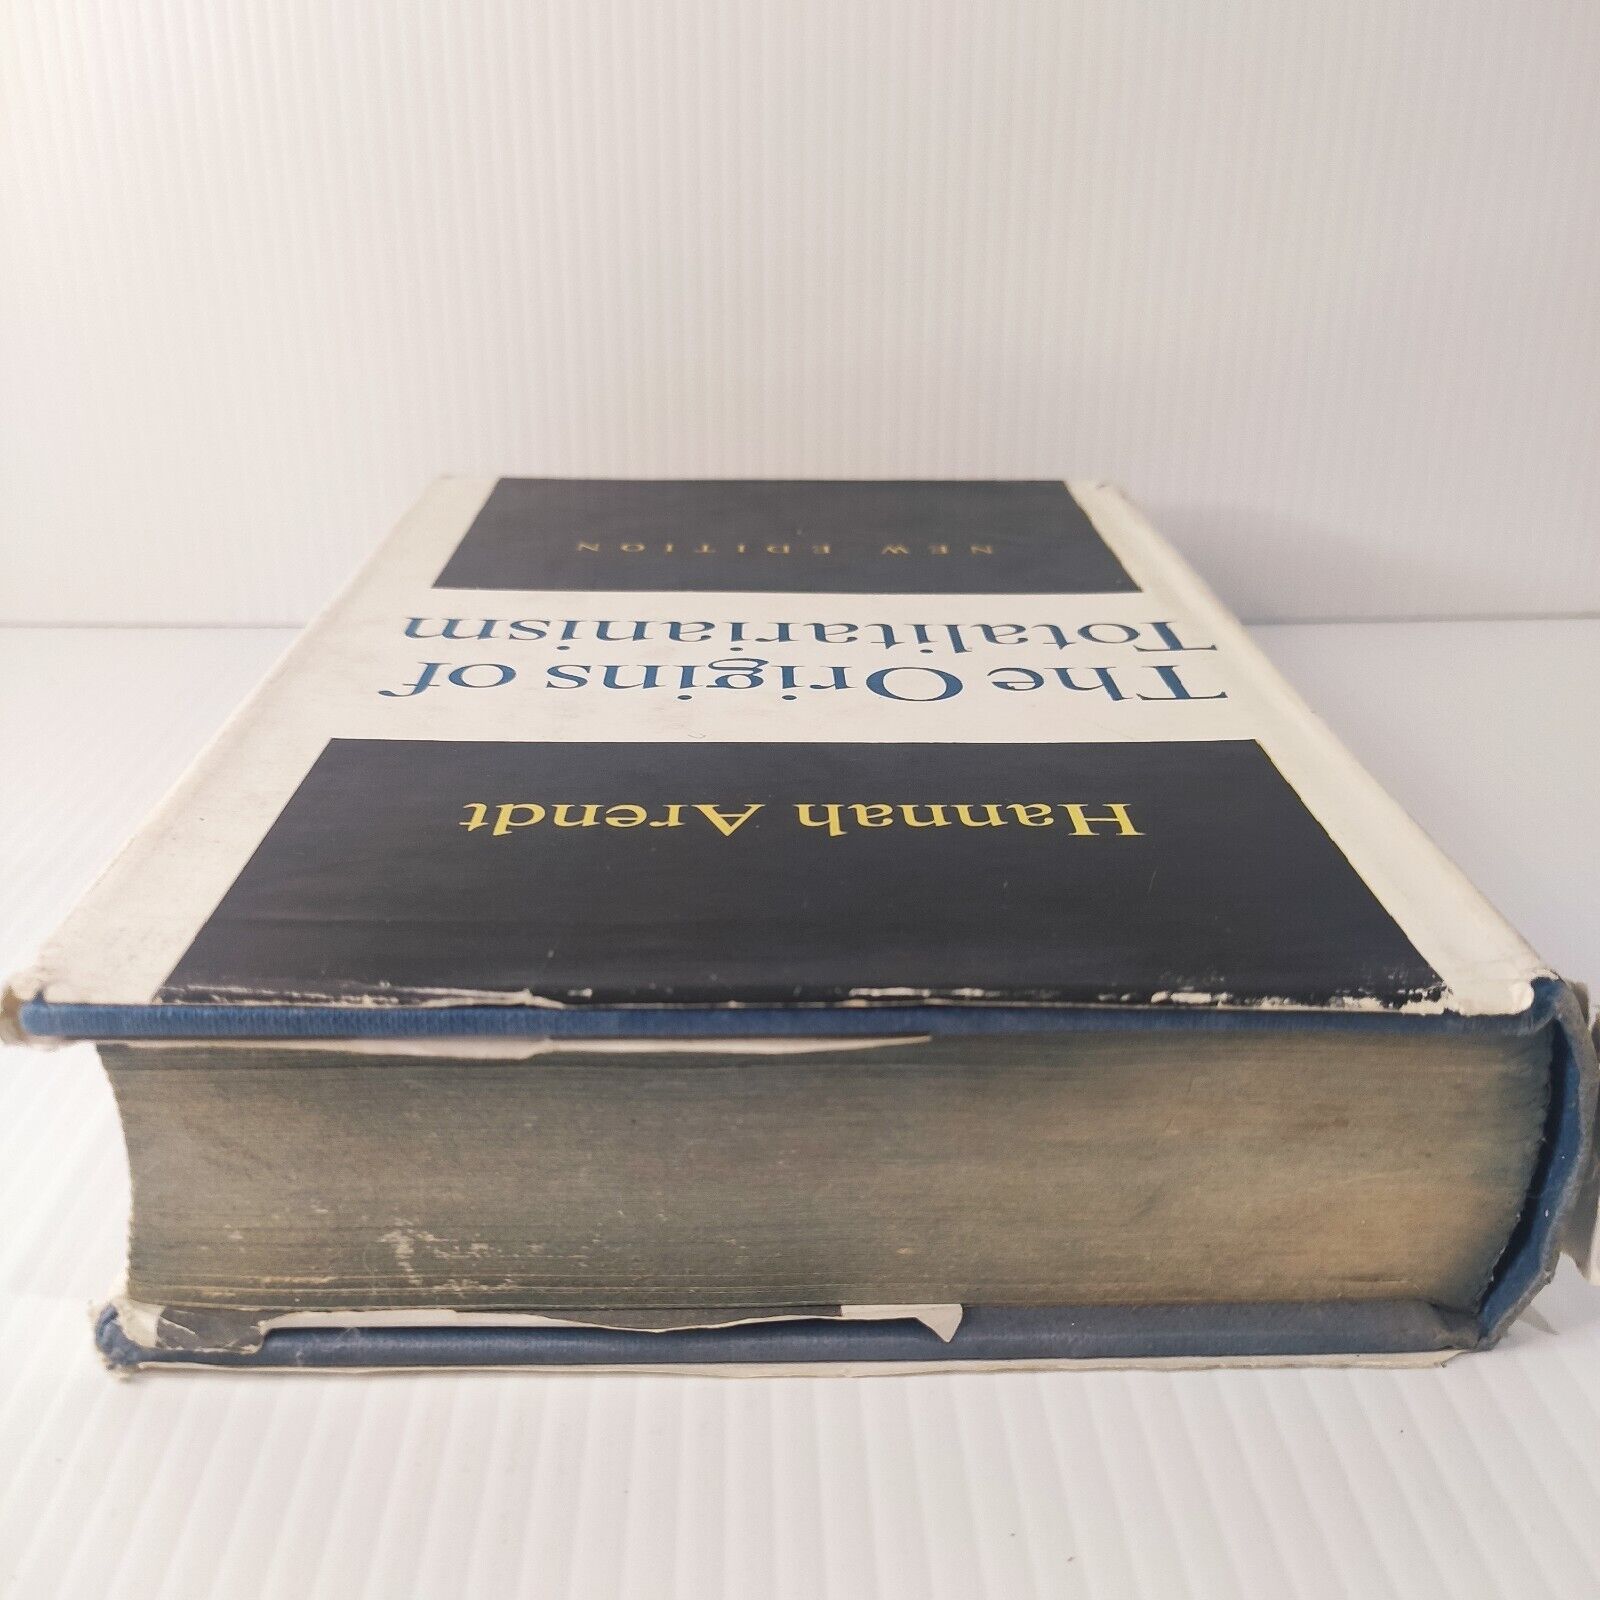 Hannah Arendt
The Origins of
Totalitarianism
NEW EDITION